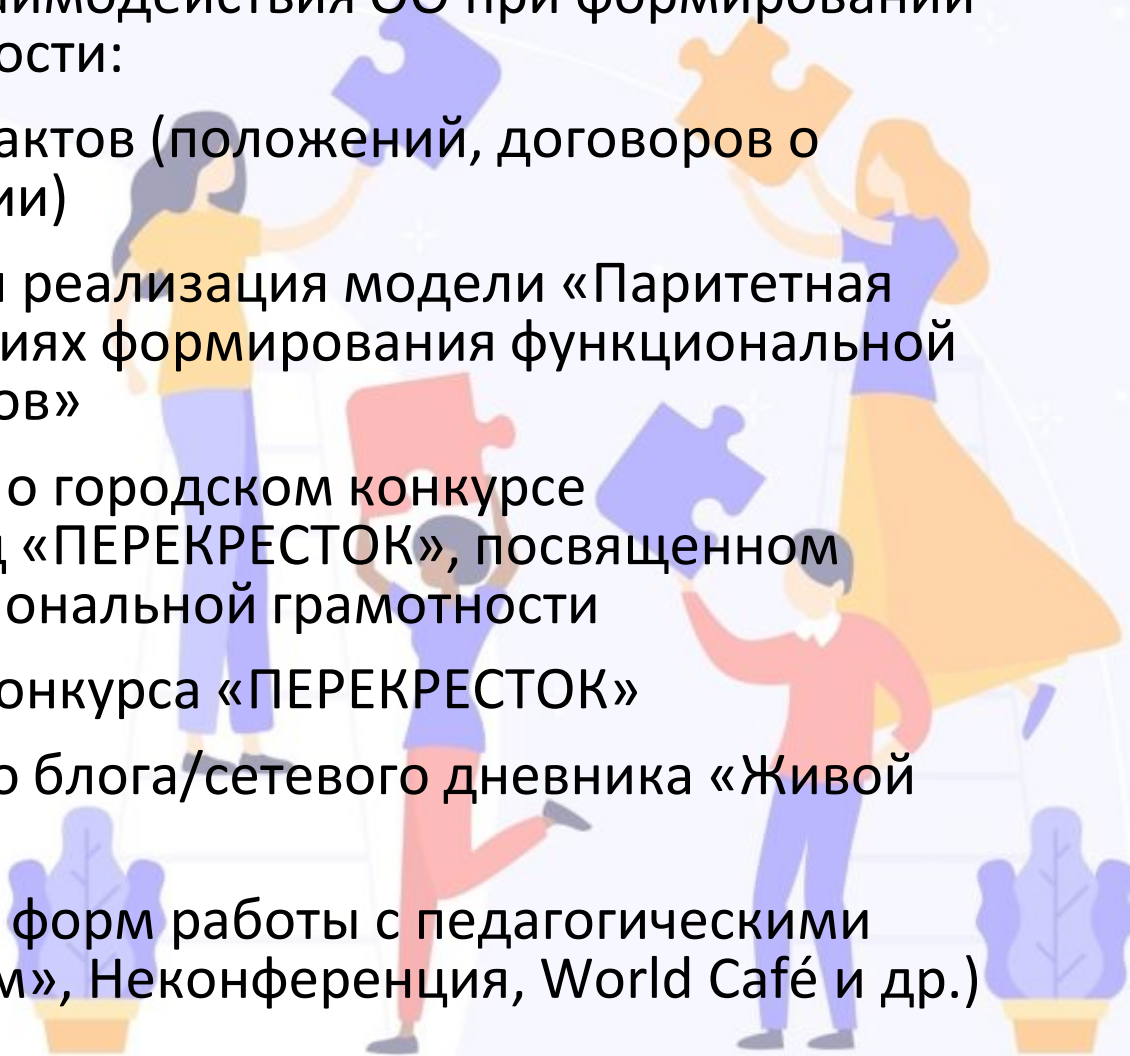 аимодействия ОО при формировании
ости:
актов (положений, договоров о
ии)
и реализация модели «Паритетная
иях формирования функциональной
ов»
о городском конкурсе
д «ПЕРЕКРЕСТОК», посвященном
ональной грамотности
онкурса «ПЕРЕКРЕСТОК»
о блога/сетевого дневника «Живой
форм работы с педагогическими
м», Неконференция, World Café и др.)